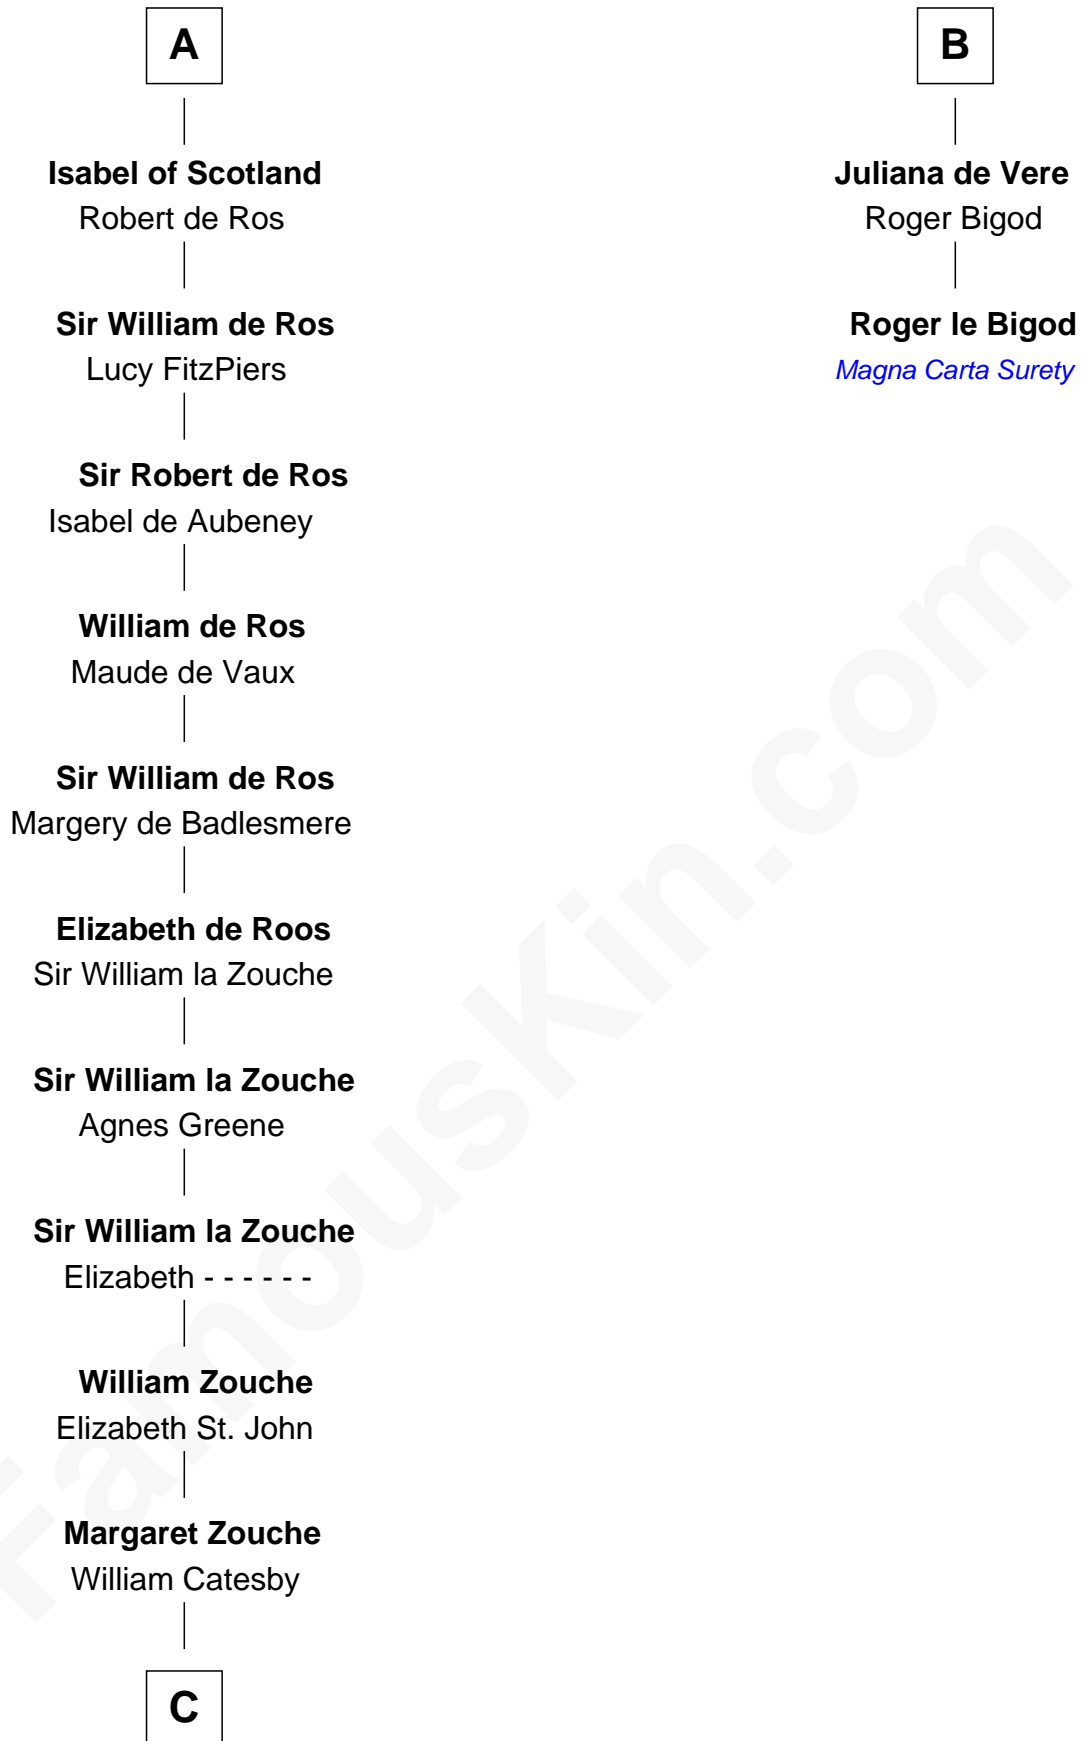 A
Isabel of Scotland
Robert de Ros
Sir William de Ros
Lucy FitzPiers
Sir Robert de Ros
Isabel de Aubeney
William de Ros
Maude de Vaux
Sir William de Ros
Margery de Badlesmere
Elizabeth de Roos
Sir William la Zouche
Sir William la Zouche
Agnes Greene
Sir William la Zouche
Elizabeth - - - - - -
William Zouche
Elizabeth St. John
Margaret Zouche
William Catesby
C
B
Juliana de Vere
Roger Bigod
Roger le Bigod
Magna Carta Surety
FamousKin.com